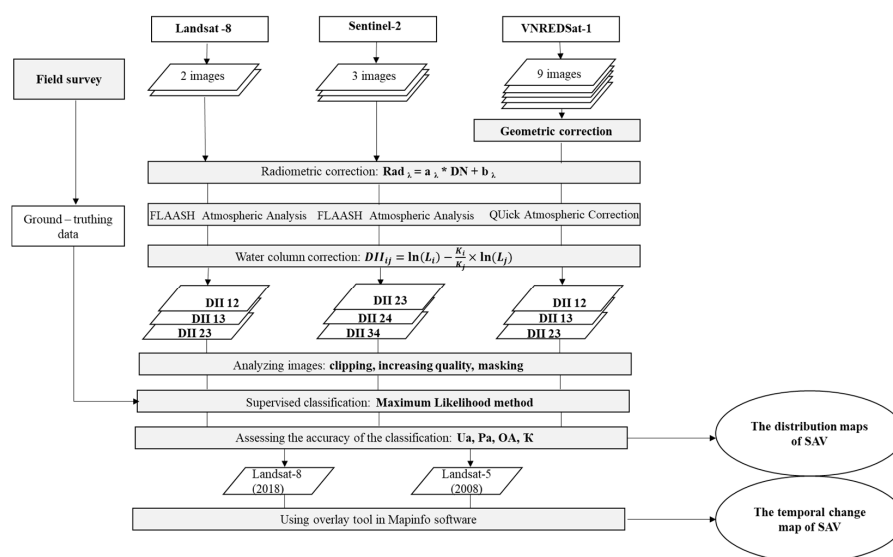 Landsat -8
Sentinel-2
VNREDSat-1
Field survey
2 images
3 images
9 images
Geometric correction
Radiometric correction: Rad λ = a λ * DN + b λ
Ground – truthing
data
FLAASH Atmospheric Analysis
FLAASH Atmospheric Analysis
QUick Atmospheric Correction
Water column correction: DII_ij = ln(L_i) − K_i/K_j × ln(L_j)
DII 12
DII 13
DII 23
DII 23
DII 24
DII 34
DII 12
DII 13
DII 23
Analyzing images: clipping, increasing quality, masking
Supervised classification: Maximum Likelihood method
Assessing the accuracy of the classification: Ua, Pa, OA, Ҡ
The distribution maps
of SAV
Landsat-8
(2018)
Landsat-5
(2008)
Using overlay tool in Mapinfo software
The temporal change
map of SAV